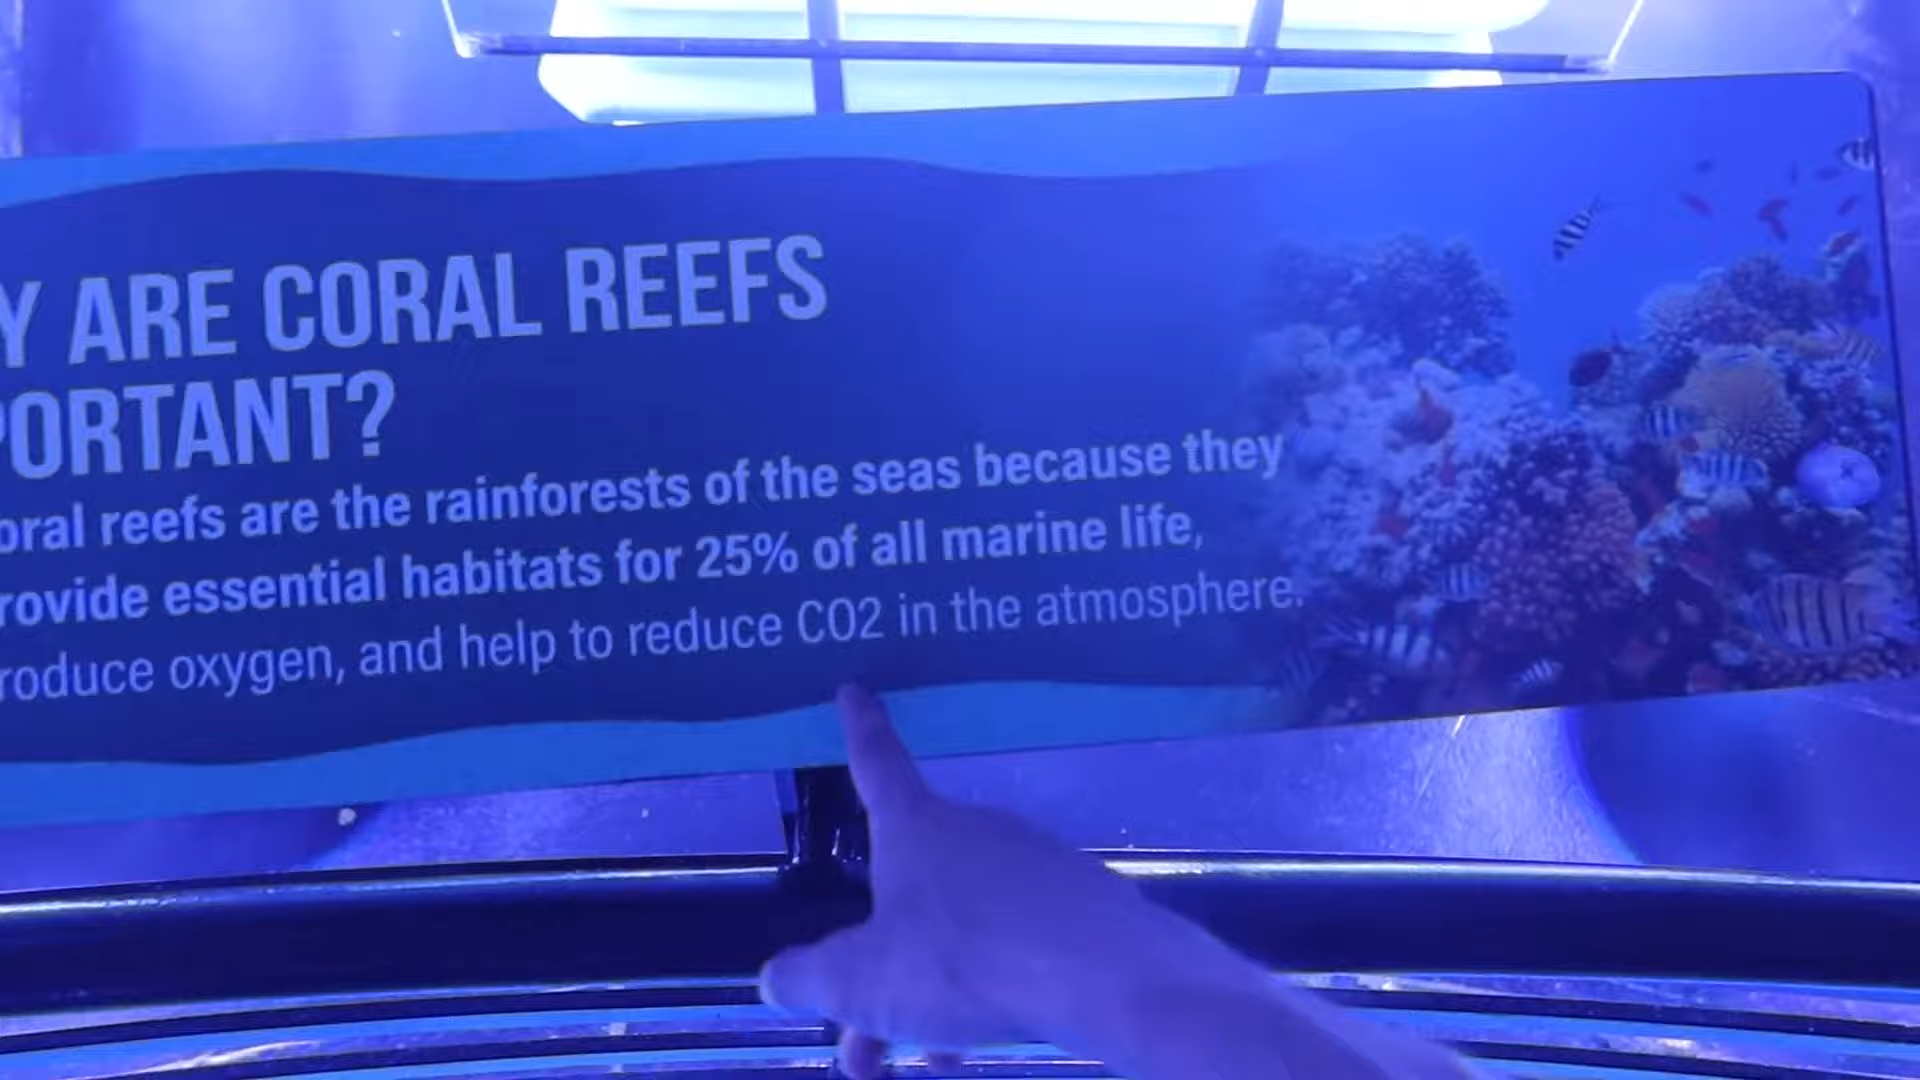 Y ARE CORAL REEFS
PORTANT?
oral reefs are the rainforests of the seas because they
rovide essential habitats for 25% of all marine life,
roduce oxygen, and help to reduce CO2 in the atmosphere.